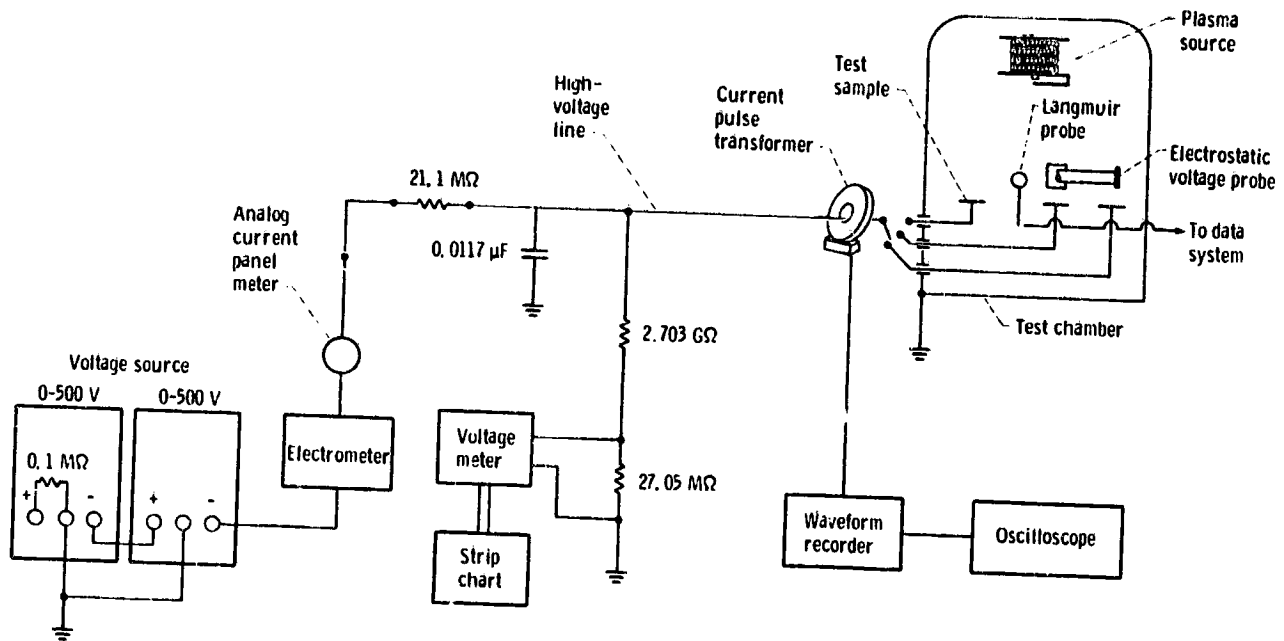 Plasma
source
Test
sample
High-
voltage
line
Current
pulse
transformer
Langmuir
probe
Electrostatic
voltage probe
21.1 MΩ
Analog
current
panel
meter
0.0117 µF
To data
system
Test chamber
2.703 GΩ
Voltage source
0-500 V
0-500 V
0.1 MΩ
+
-
+
-
Electrometer
Voltage
meter
27.05 MΩ
Strip
chart
Waveform
recorder
Oscilloscope